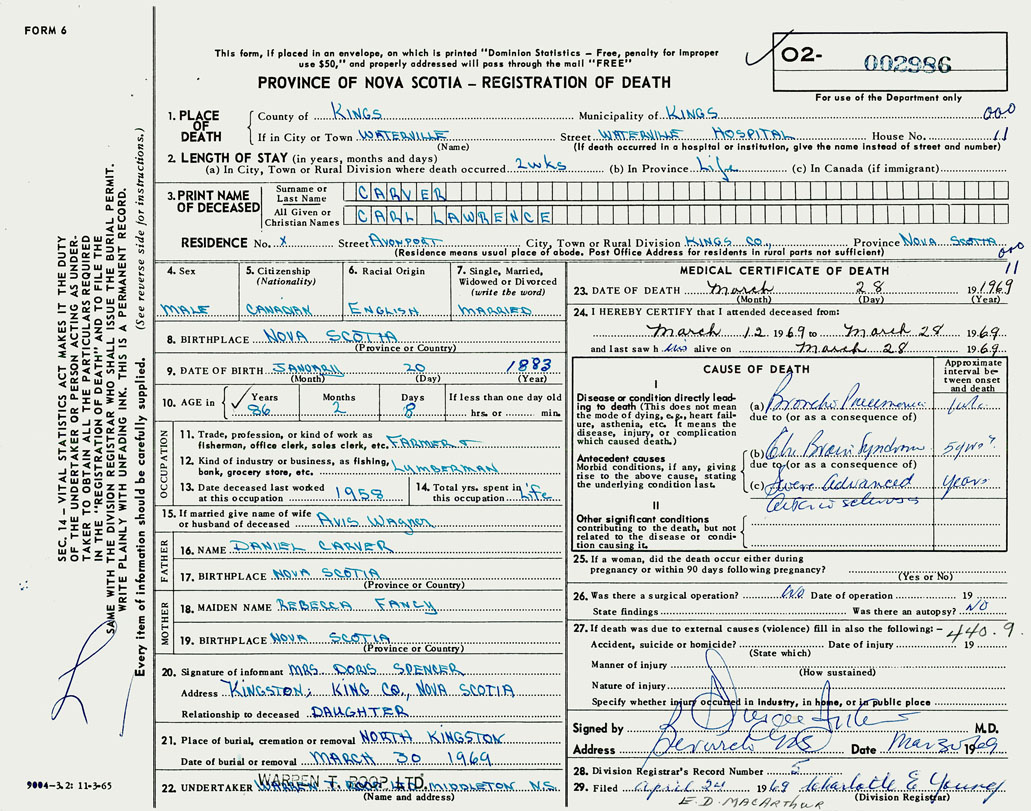 FORM 6
This form, if placed in an envelope, on which is printed "Dominion Statistics – Free, penalty for improper
use $50," and properly addressed will pass through the mail "FREE"
PROVINCE OF NOVA SCOTIA – REGISTRATION OF DEATH
O2- 002986
For use of the Department only
SEC. 14 – VITAL STATISTICS ACT MAKES IT THE DUTY
OF THE UNDERTAKER OR PERSON ACTING AS UNDER-
TAKER TO OBTAIN ALL THE PARTICULARS REQUIRED
IN THE "REGISTRATION OF DEATH" AND TO FILE THE
SAME WITH THE DIVISION REGISTRAR WHO SHALL ISSUE THE BURIAL PERMIT.
WRITE PLAINLY WITH UNFADING INK. THIS IS A PERMANENT RECORD.
Every item of information should be carefully supplied. (See reverse side for instructions.)
1. PLACE OF DEATH
County of KINGS Municipality of KINGS 000
If in City or Town WATERVILLE Street WATERVILLE HOSPITAL House No. 11
(Name) (If death occurred in a hospital or institution, give the name instead of street and number)
2. LENGTH OF STAY (in years, months and days)
(a) In City, Town or Rural Division where death occurred 2 wks (b) In Province Life (c) In Canada (if immigrant)
3. PRINT NAME OF DECEASED
Surname or Last Name CARVER
All Given or Christian Names CARL LAWRENCE
RESIDENCE No. x Street AVONPORT City, Town or Rural Division KINGS CO., Province NOVA SCOTIA
(Residence means usual place of abode. Post Office Address for residents in rural parts not sufficient) 000
11
4. Sex MALE
5. Citizenship (Nationality) CANADIAN
6. Racial Origin ENGLISH
7. Single, Married, Widowed or Divorced (write the word) MARRIED
8. BIRTHPLACE NOVA SCOTIA
(Province or Country)
9. DATE OF BIRTH JANUARY 20 1883
(Month) (Day) (Year)
10. AGE in Years 86 Months 2 Days 8 If less than one day old hrs. or min.
OCCUPATION
11. Trade, profession, or kind of work as
fisherman, office clerk, sales clerk, etc. FARMER +
12. Kind of industry or business, as fishing,
bank, grocery store, etc. LUMBERMAN
13. Date deceased last worked
at this occupation 1958
14. Total yrs. spent in
this occupation Life
15. If married give name of wife
or husband of deceased AVIS WAGNER
FATHER
16. NAME DANIEL CARVER
17. BIRTHPLACE NOVA SCOTIA
(Province or Country)
MOTHER
18. MAIDEN NAME REBECCA FANCY
19. BIRTHPLACE NOVA SCOTIA
(Province or Country)
20. Signature of informant MRS. DORIS SPENCER
Address KINGSTON, KING CO., NOVA SCOTIA
Relationship to deceased DAUGHTER
21. Place of burial, cremation or removal NORTH KINGSTON
Date of burial or removal MARCH 30 1969
22. UNDERTAKER WARREN T. ROOP LTD. MIDDLETON N.S.
(Name and address)
9004-3.2: 11-3-65
MEDICAL CERTIFICATE OF DEATH
23. DATE OF DEATH March 28 1969
(Month) (Day) (Year)
24. I HEREBY CERTIFY that I attended deceased from:
March 12 1969 to March 28 1969
and last saw him alive on March 28 1969
CAUSE OF DEATH
Approximate interval between onset and death
I
Disease or condition directly leading to death (This does not mean the mode of dying, e.g., heart failure, asthenia, etc. It means the disease, injury, or complication which caused death.)
(a) Broncho Pneumonia
due to (or as a consequence of)
Antecedent causes
Morbid conditions, if any, giving rise to the above cause, stating the underlying condition last.
(b) Chr Brain Syndrome 5 yrs
due to (or as a consequence of)
(c) Severe Advanced years
arterio sclerosis
II
Other significant conditions
contributing to the death, but not related to the disease or condition causing it.
25. If a woman, did the death occur either during
pregnancy or within 90 days following pregnancy?
(Yes or No)
26. Was there a surgical operation? No Date of operation 19
State findings Was there an autopsy? NO
27. If death was due to external causes (violence) fill in also the following: – 440.9
Accident, suicide or homicide? Date of injury 19
(State which)
Manner of injury
(How sustained)
Nature of injury
Specify whether injury occurred in Industry, in home, or in public place
Signed by M.D.
Address Berwick NS Date Mar 30 1969
28. Division Registrar's Record Number 5
29. Filed April 24 1969 Charlotte E Young
(Division Registrar)
E. D. MACARTHUR